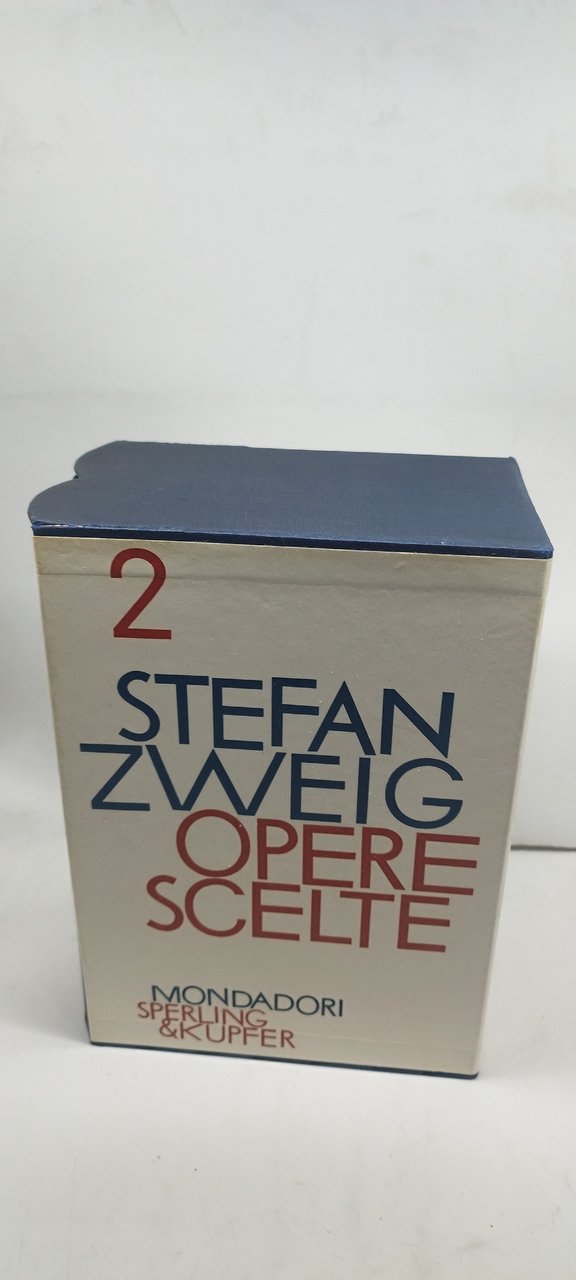 2
STEFAN
ZWEIG
OPERE
SCELTE
MONDADORI
SPERLING
&KUPFER